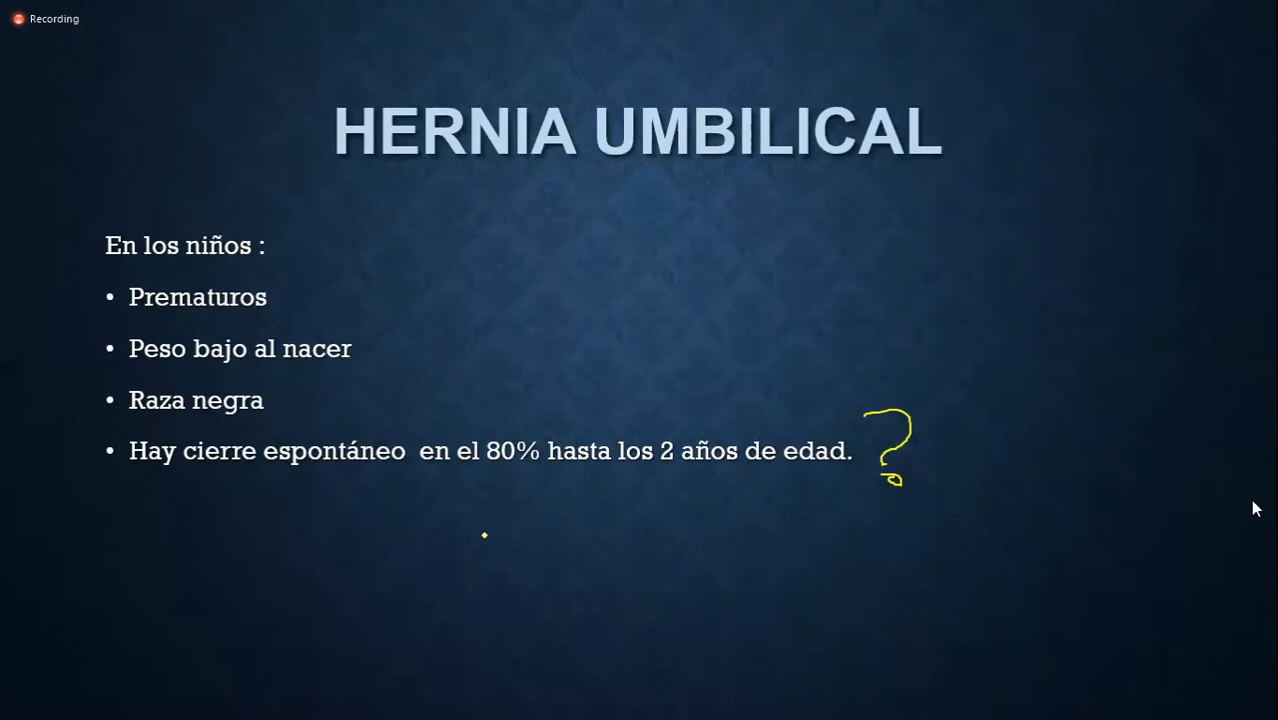 Recording
HERNIA UMBILICAL
En los niños :
• Prematuros
• Peso bajo al nacer
• Raza negra
• Hay cierre espontáneo en el 80% hasta los 2 años de edad. ?